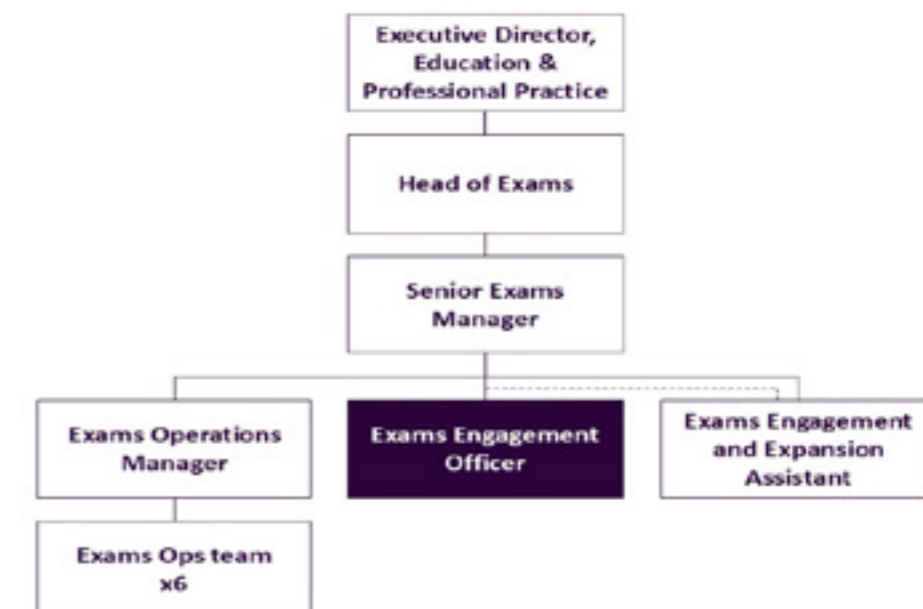 Executive Director,
Education &
Professional Practice
Head of Exams
Senior Exams
Manager
Exams Operations
Manager
Exams Engagement
Officer
Exams Engagement
and Expansion
Assistant
Exams Ops team
x6